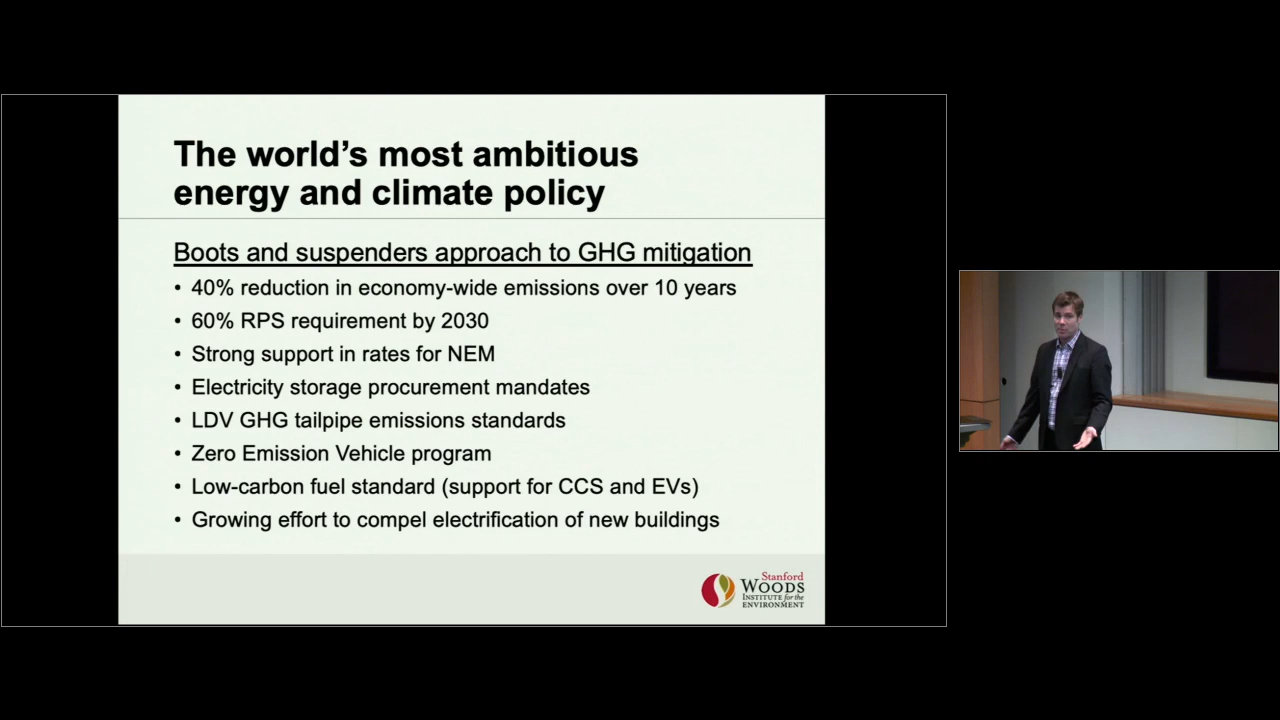 The world’s most ambitious
energy and climate policy
Boots and suspenders approach to GHG mitigation
• 40% reduction in economy-wide emissions over 10 years
• 60% RPS requirement by 2030
• Strong support in rates for NEM
• Electricity storage procurement mandates
• LDV GHG tailpipe emissions standards
• Zero Emission Vehicle program
• Low-carbon fuel standard (support for CCS and EVs)
• Growing effort to compel electrification of new buildings
Stanford
WOODS
INSTITUTE for the
ENVIRONMENT